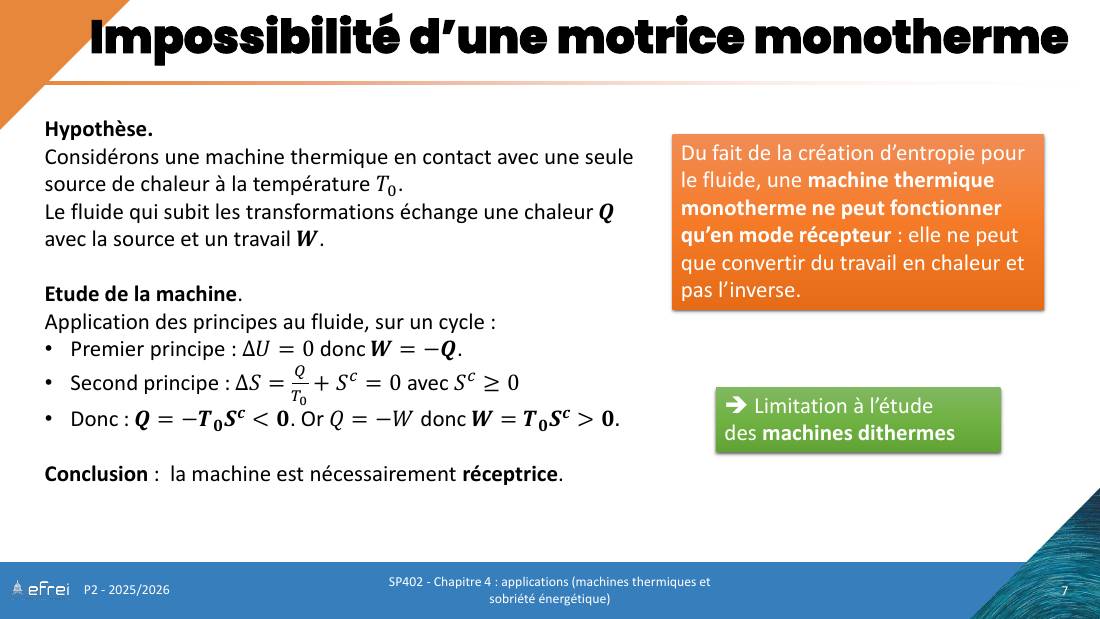 Impossibilité d’une motrice monotherme
Hypothèse.
Considérons une machine thermique en contact avec une seule
source de chaleur à la température T₀.
Le fluide qui subit les transformations échange une chaleur Q
avec la source et un travail W.
Etude de la machine.
Application des principes au fluide, sur un cycle :
• Premier principe : ΔU = 0 donc W = −Q.
• Second principe : ΔS = Q/T₀ + Sᶜ = 0 avec Sᶜ ≥ 0
• Donc : Q = −T₀Sᶜ < 0. Or Q = −W donc W = T₀Sᶜ > 0.
Conclusion : la machine est nécessairement réceptrice.
Du fait de la création d’entropie pour
le fluide, une machine thermique
monotherme ne peut fonctionner
qu’en mode récepteur : elle ne peut
que convertir du travail en chaleur et
pas l’inverse.
➔ Limitation à l’étude
des machines dithermes
efrei P2 - 2025/2026
SP402 - Chapitre 4 : applications (machines thermiques et
sobriété énergétique)
7